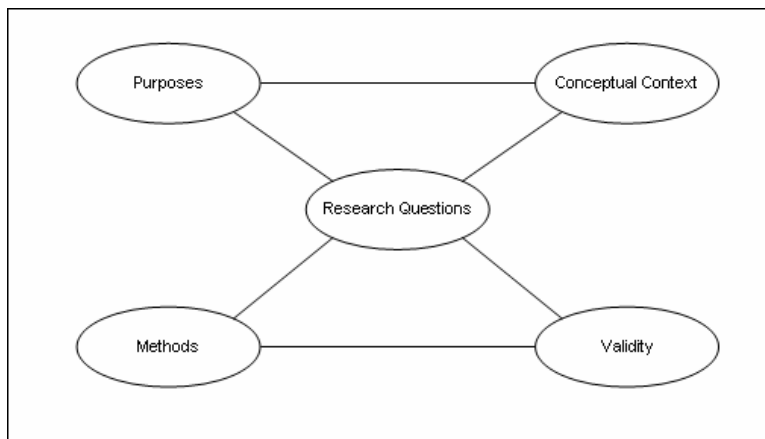 Purposes
Conceptual Context
Research Questions
Methods
Validity